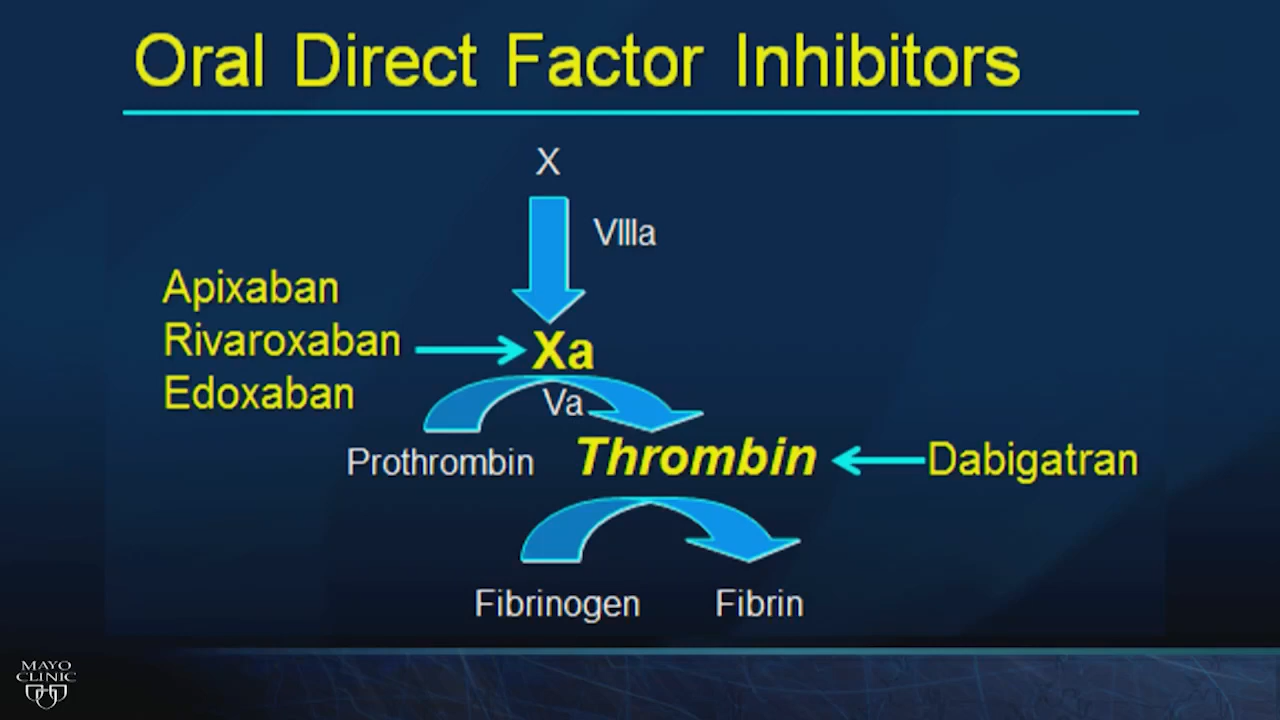 Oral Direct Factor Inhibitors
X
VIIIa
Apixaban
Rivaroxaban
Edoxaban
Xa
Va
Prothrombin
Thrombin
Dabigatran
Fibrinogen
Fibrin
MAYO
CLINIC